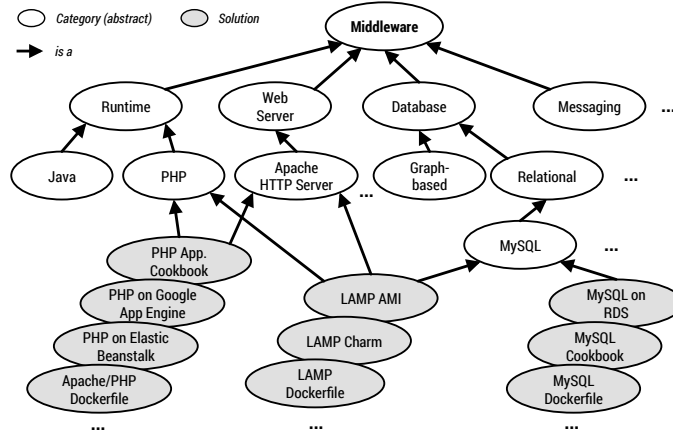 Category (abstract)
Solution
is a
Middleware
Runtime
Web
Server
Database
Messaging
...
Java
PHP
Apache
HTTP Server
...
Graph-
based
Relational
...
MySQL
...
PHP App.
Cookbook
PHP on Google
App Engine
PHP on Elastic
Beanstalk
Apache/PHP
Dockerfile
...
LAMP AMI
LAMP Charm
LAMP
Dockerfile
...
MySQL on
RDS
MySQL
Cookbook
MySQL
Dockerfile
...